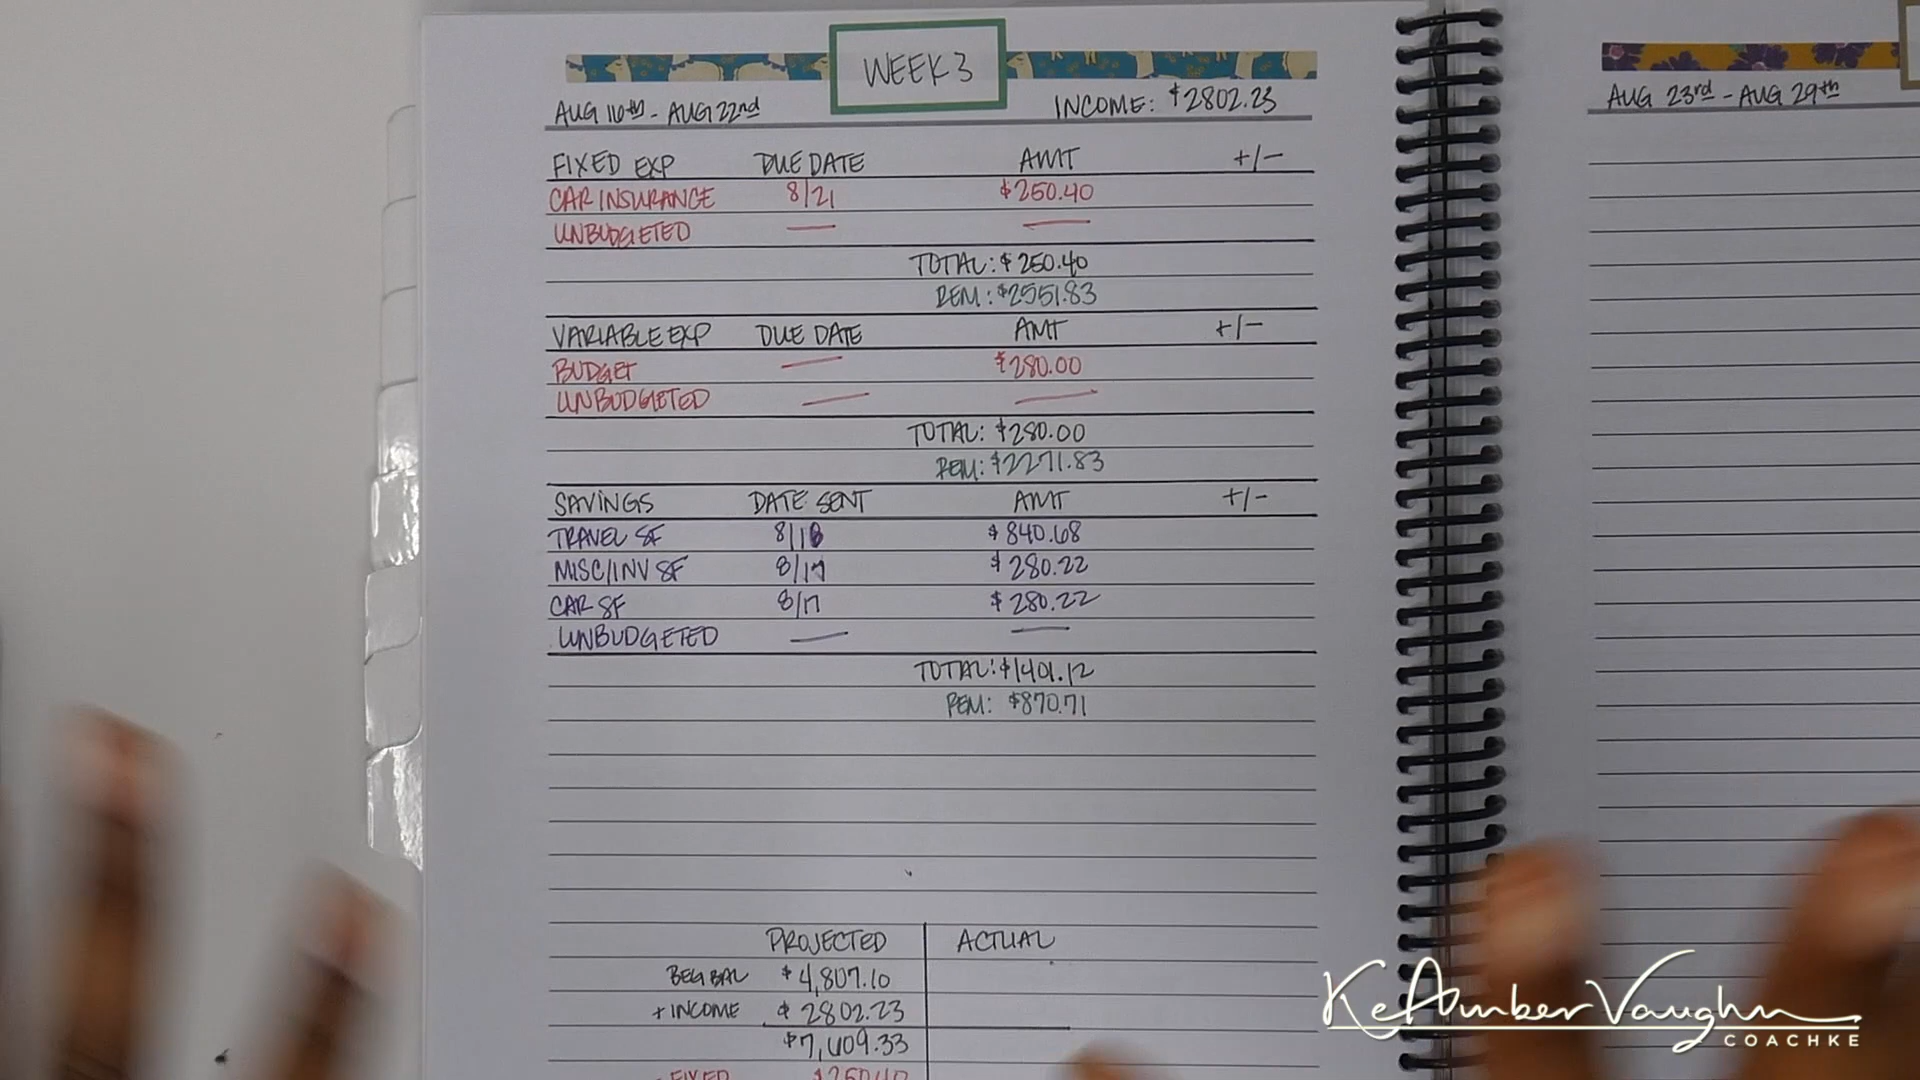 WEEK 3
AUG 16th - AUG 22nd INCOME: $2802.23
FIXED EXP DUE DATE AMT +/-
CAR INSURANCE 8/21 $250.40
UNBUDGETED — —
TOTAL: $250.40
REM: $2551.83
VARIABLE EXP DUE DATE AMT +/-
BUDGET — $280.00
UNBUDGETED — —
TOTAL: $280.00
REM: $2271.83
SAVINGS DATE SENT AMT +/-
TRAVEL SF $840.68
MISC/INV SF 8/17 $280.22
CAR SF 8/17 $280.22
UNBUDGETED — —
TOTAL: $1401.12
REM: $870.71
PROJECTED ACTUAL
BEG BAL $4,807.10
+ INCOME $2802.23
$7,609.33
- FIXED $250.40
AUG 23rd - AUG 29th
KeAmber Vaughn
COACHKE